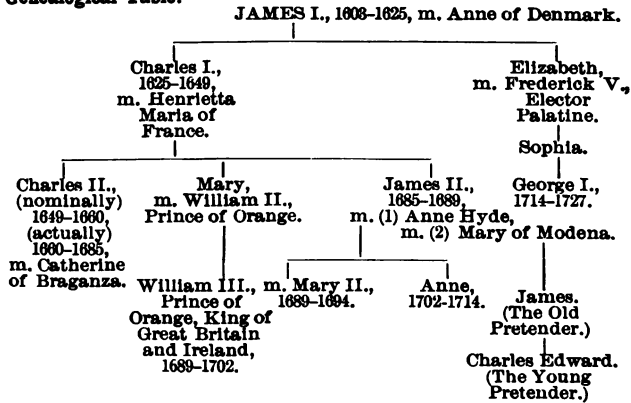 Genealogical Table.
JAMES I., 1603–1625, m. Anne of Denmark.
Charles I.,
1625–1649,
m. Henrietta
Maria of
France.
Elizabeth,
m. Frederick V.,
Elector
Palatine.
Sophia.
Charles II.,
(nominally)
1649–1660,
(actually)
1660–1685,
m. Catherine
of Braganza.
Mary,
m. William II.,
Prince of Orange.
James II.,
1685–1689,
m. (1) Anne Hyde,
m. (2) Mary of Modena.
George I.,
1714–1727.
William III.,
Prince of
Orange, King of
Great Britain
and Ireland,
1689–1702.
m. Mary II.,
1689–1694.
Anne,
1702–1714.
James.
(The Old
Pretender.)
Charles Edward.
(The Young
Pretender.)